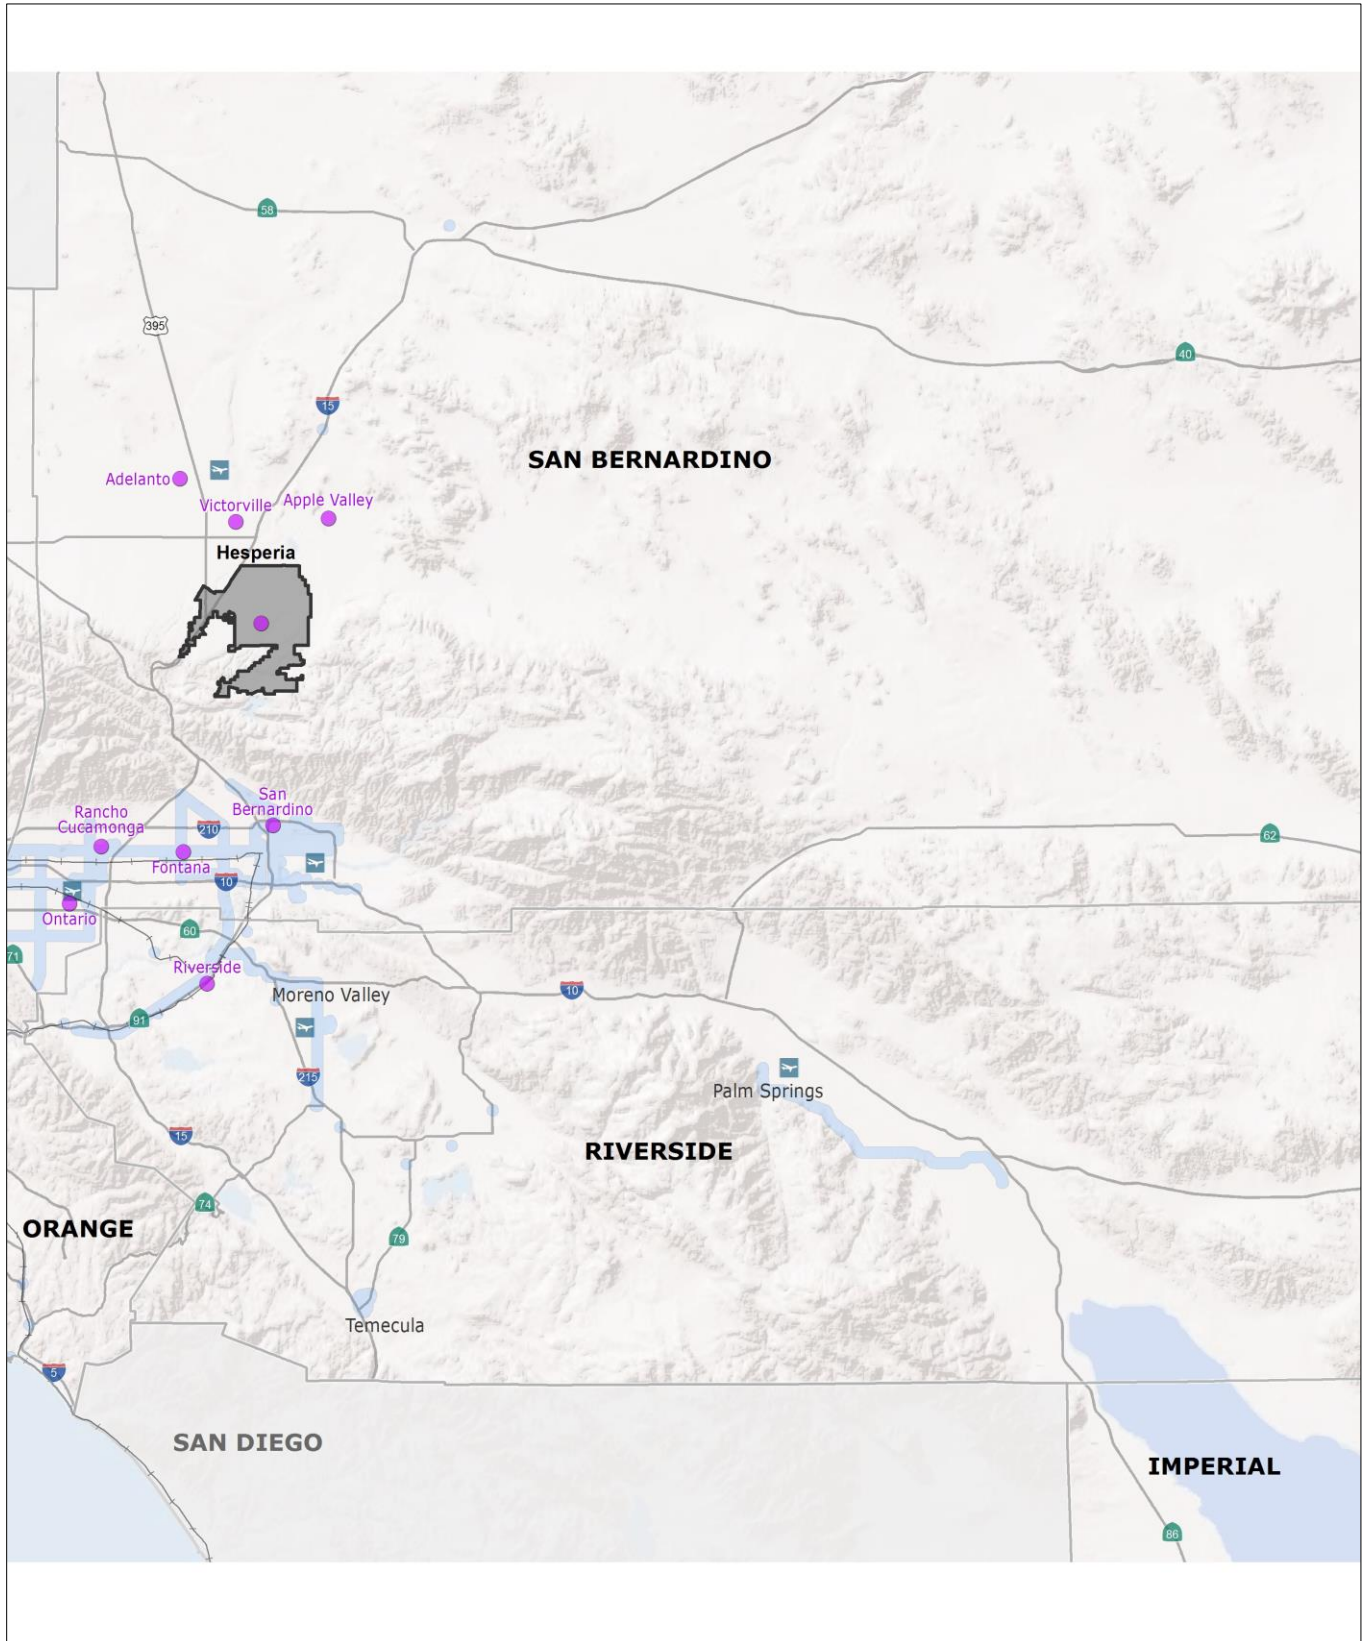 58
395
40
15
SAN BERNARDINO
Adelanto
Victorville
Apple Valley
Hesperia
San
Bernardino
Rancho
Cucamonga
210
62
Fontana
10
Ontario
60
71
Riverside
Moreno Valley
10
91
215
Palm Springs
15
RIVERSIDE
74
ORANGE
79
Temecula
5
SAN DIEGO
IMPERIAL
86